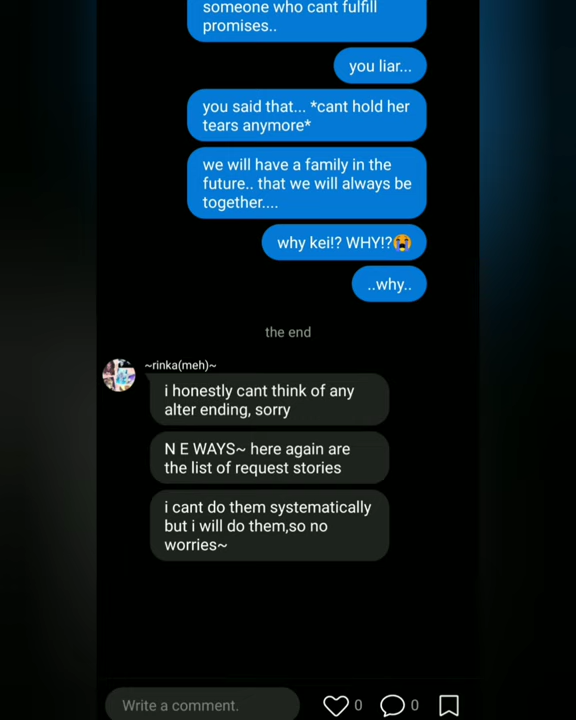 someone who cant fulfill
promises..
you liar...
you said that... *cant hold her
tears anymore*
we will have a family in the
future.. that we will always be
together....
why kei!? WHY!?😭
..why..
the end
~rinka(meh)~
i honestly cant think of any
alter ending, sorry
N E WAYS~ here again are
the list of request stories
i cant do them systematically
but i will do them,so no
worries~
Write a comment. 0 0